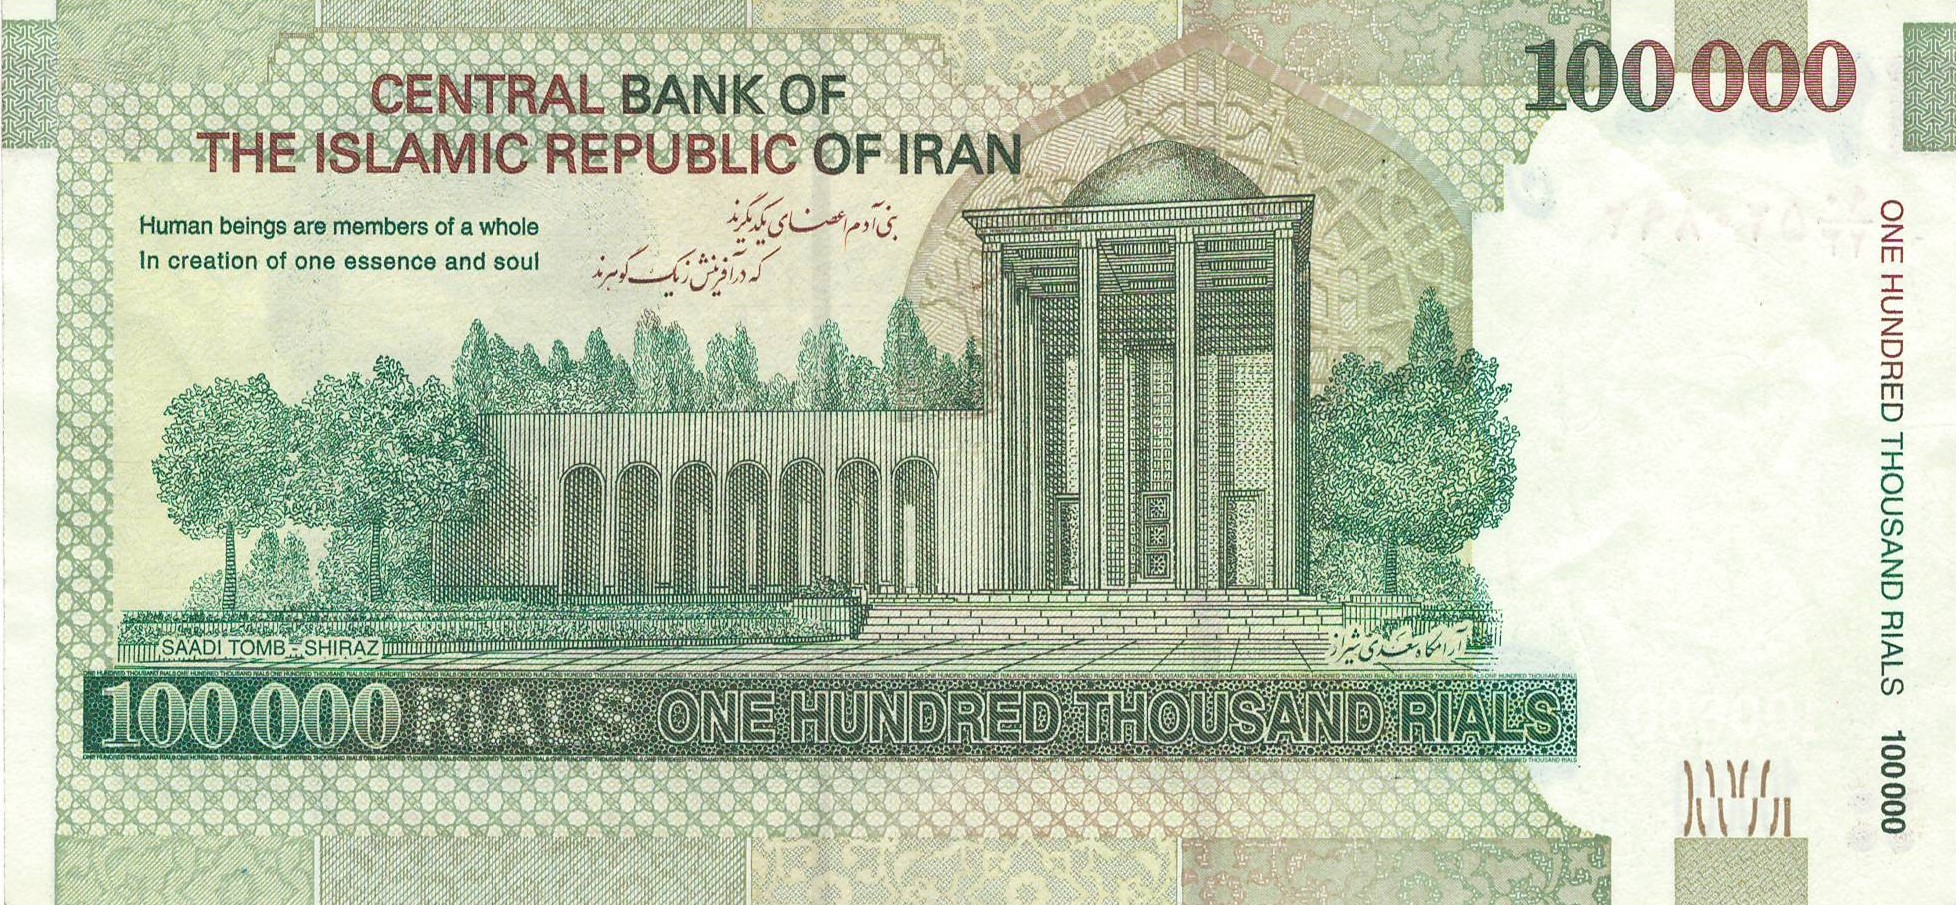 100 000
CENTRAL BANK OF
THE ISLAMIC REPUBLIC OF IRAN
Human beings are members of a whole
In creation of one essence and soul
بنی‌آدم اعضای یکدیگرند
که در آفرینش ز یک گوهرند
ONE HUNDRED THOUSAND RIALS 100000
SAADI TOMB - SHIRAZ
آرامگاه سعدی شیراز
100 000 RIALS ONE HUNDRED THOUSAND RIALS